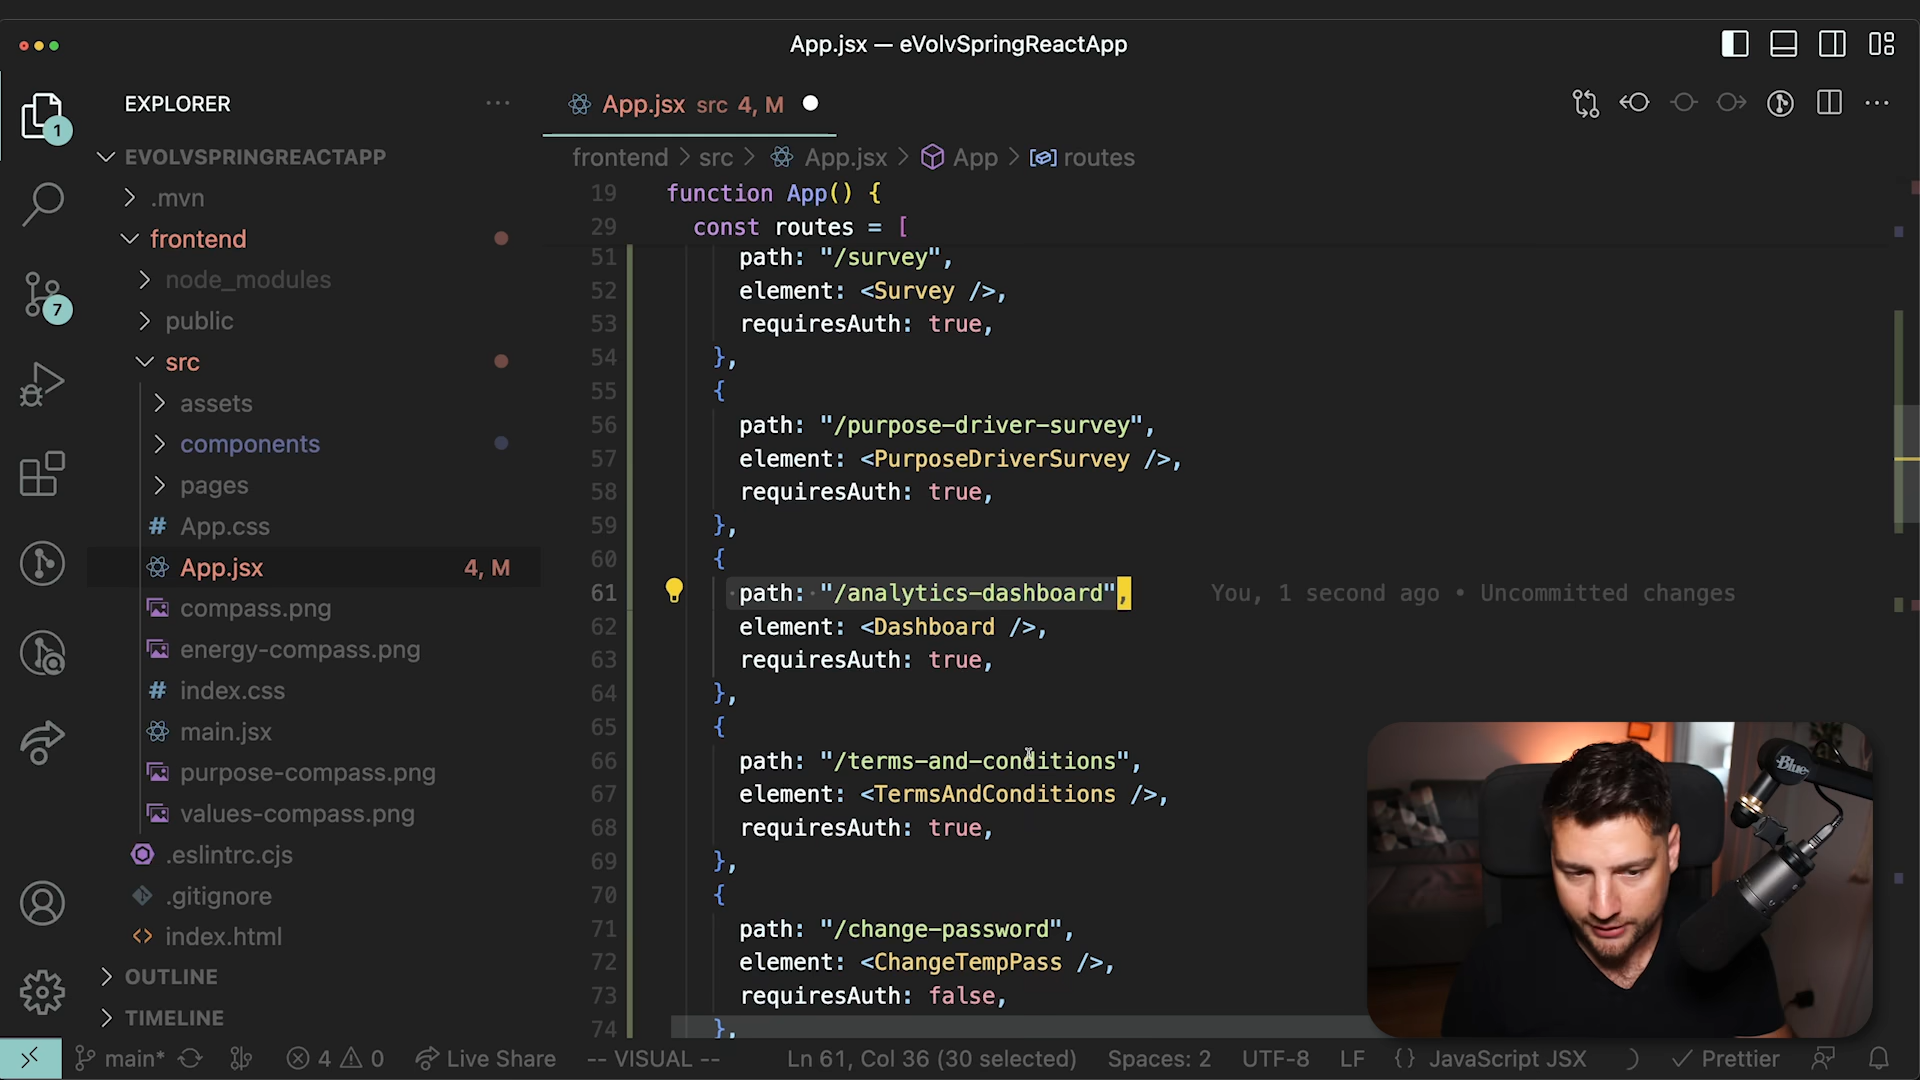 App.jsx — eVolvSpringReactApp
EXPLORER
App.jsx src 4, M
1
EVOLVSPRINGREACTAPP
frontend > src > App.jsx > App > routes
.mvn
19 function App() {
29 const routes = [
frontend
51 path: "/survey",
node_modules
52 element: <Survey />,
7
public
53 requiresAuth: true,
src
54 },
55 {
assets
56 path: "/purpose-driver-survey",
components
57 element: <PurposeDriverSurvey />,
pages
58 requiresAuth: true,
App.css
59 },
60 {
App.jsx 4, M
61 path: "/analytics-dashboard", You, 1 second ago • Uncommitted changes
compass.png
62 element: <Dashboard />,
energy-compass.png
63 requiresAuth: true,
index.css
64 },
main.jsx
65 {
purpose-compass.png
66 path: "/terms-and-conditions",
values-compass.png
67 element: <TermsAndConditions />,
68 requiresAuth: true,
.eslintrc.cjs
69 },
.gitignore
70 {
index.html
71 path: "/change-password",
72 element: <ChangeTempPass />,
OUTLINE
73 requiresAuth: false,
TIMELINE
74 },
Blue
main* 4 0 Live Share -- VISUAL -- Ln 61, Col 36 (30 selected) Spaces: 2 UTF-8 LF {} JavaScript JSX Prettier